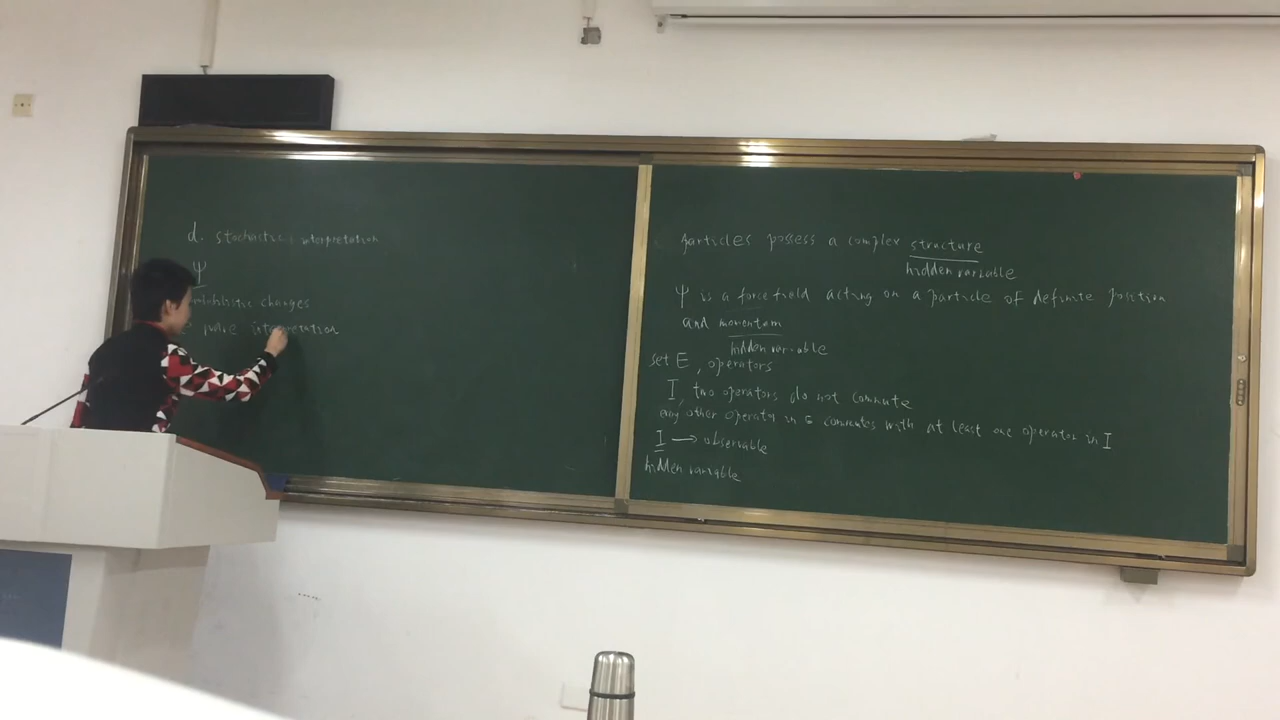 d. stochastic interpretation
Ψ
changes
pure interpretation
particles possess a complex structure
hidden variable
Ψ is a force field acting on a particle of definite position
and momentum
hidden variable
set E, operators
I, two operators do not commute
any other operator in E commutes with at least one operator in I
I → observable
hidden variable